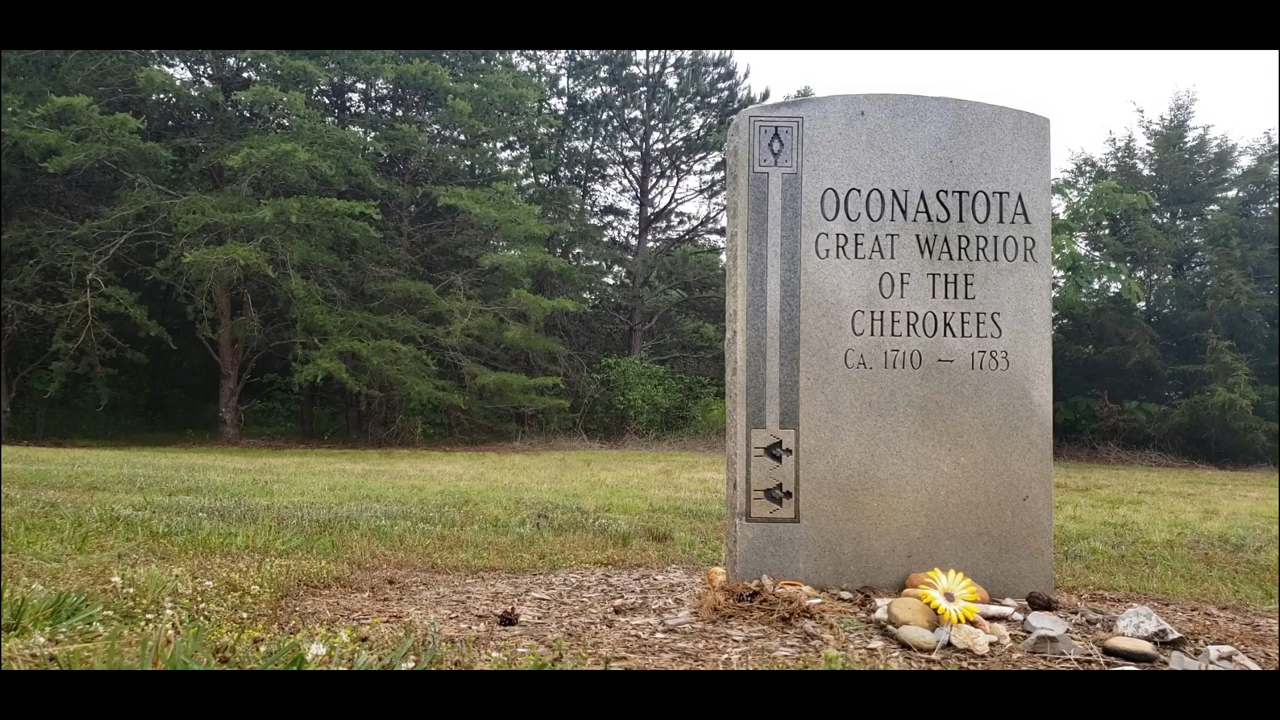 OCONASTOTA
GREAT WARRIOR
OF THE
CHEROKEES
CA. 1710 — 1783